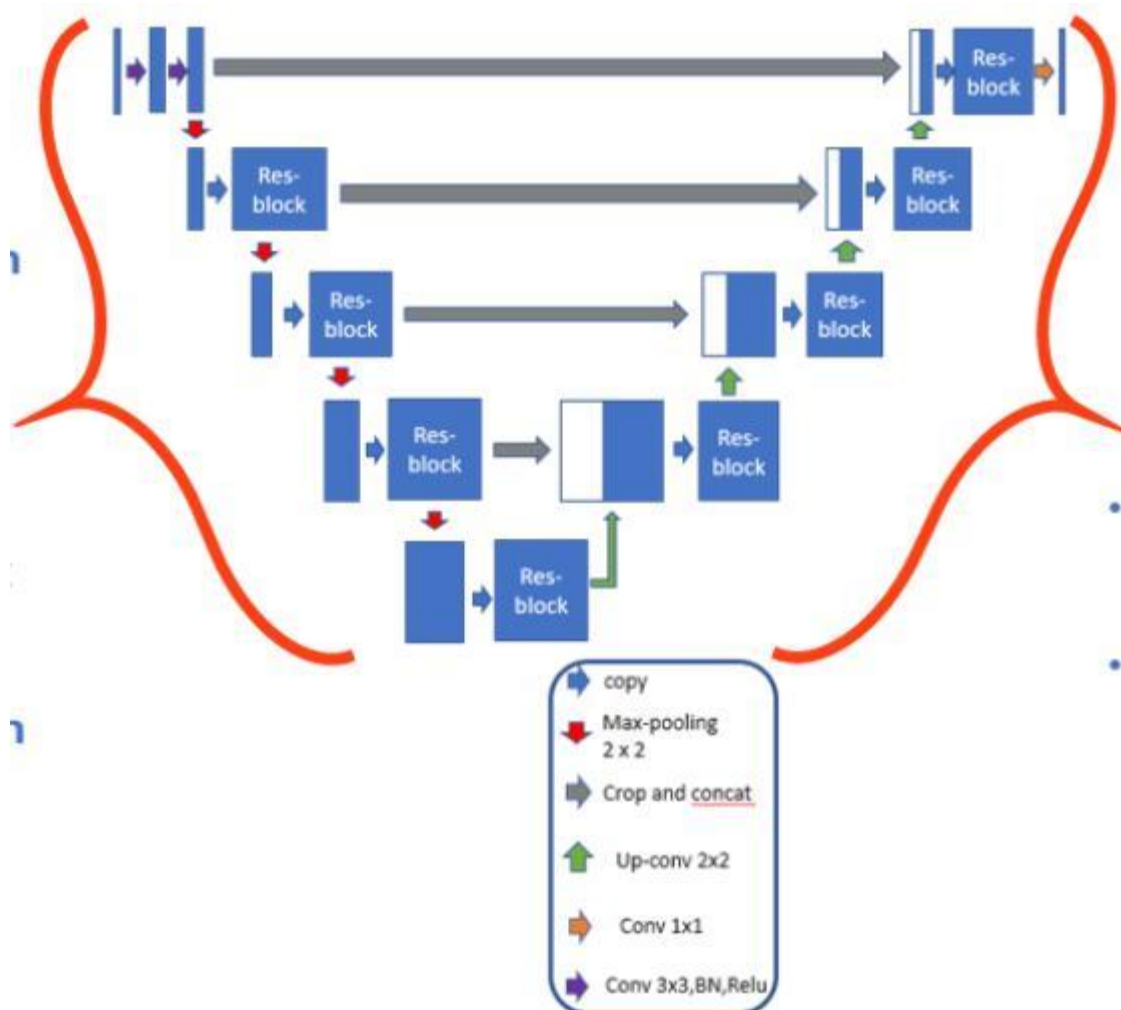 Res-
block
Res-
block
Res-
block
Res-
block
Res-
block
Res-
block
Res-
block
Res-
block
Res-
block
copy
Max-pooling
2 x 2
Crop and concat
Up-conv 2x2
Conv 1x1
Conv 3x3,BN,Relu